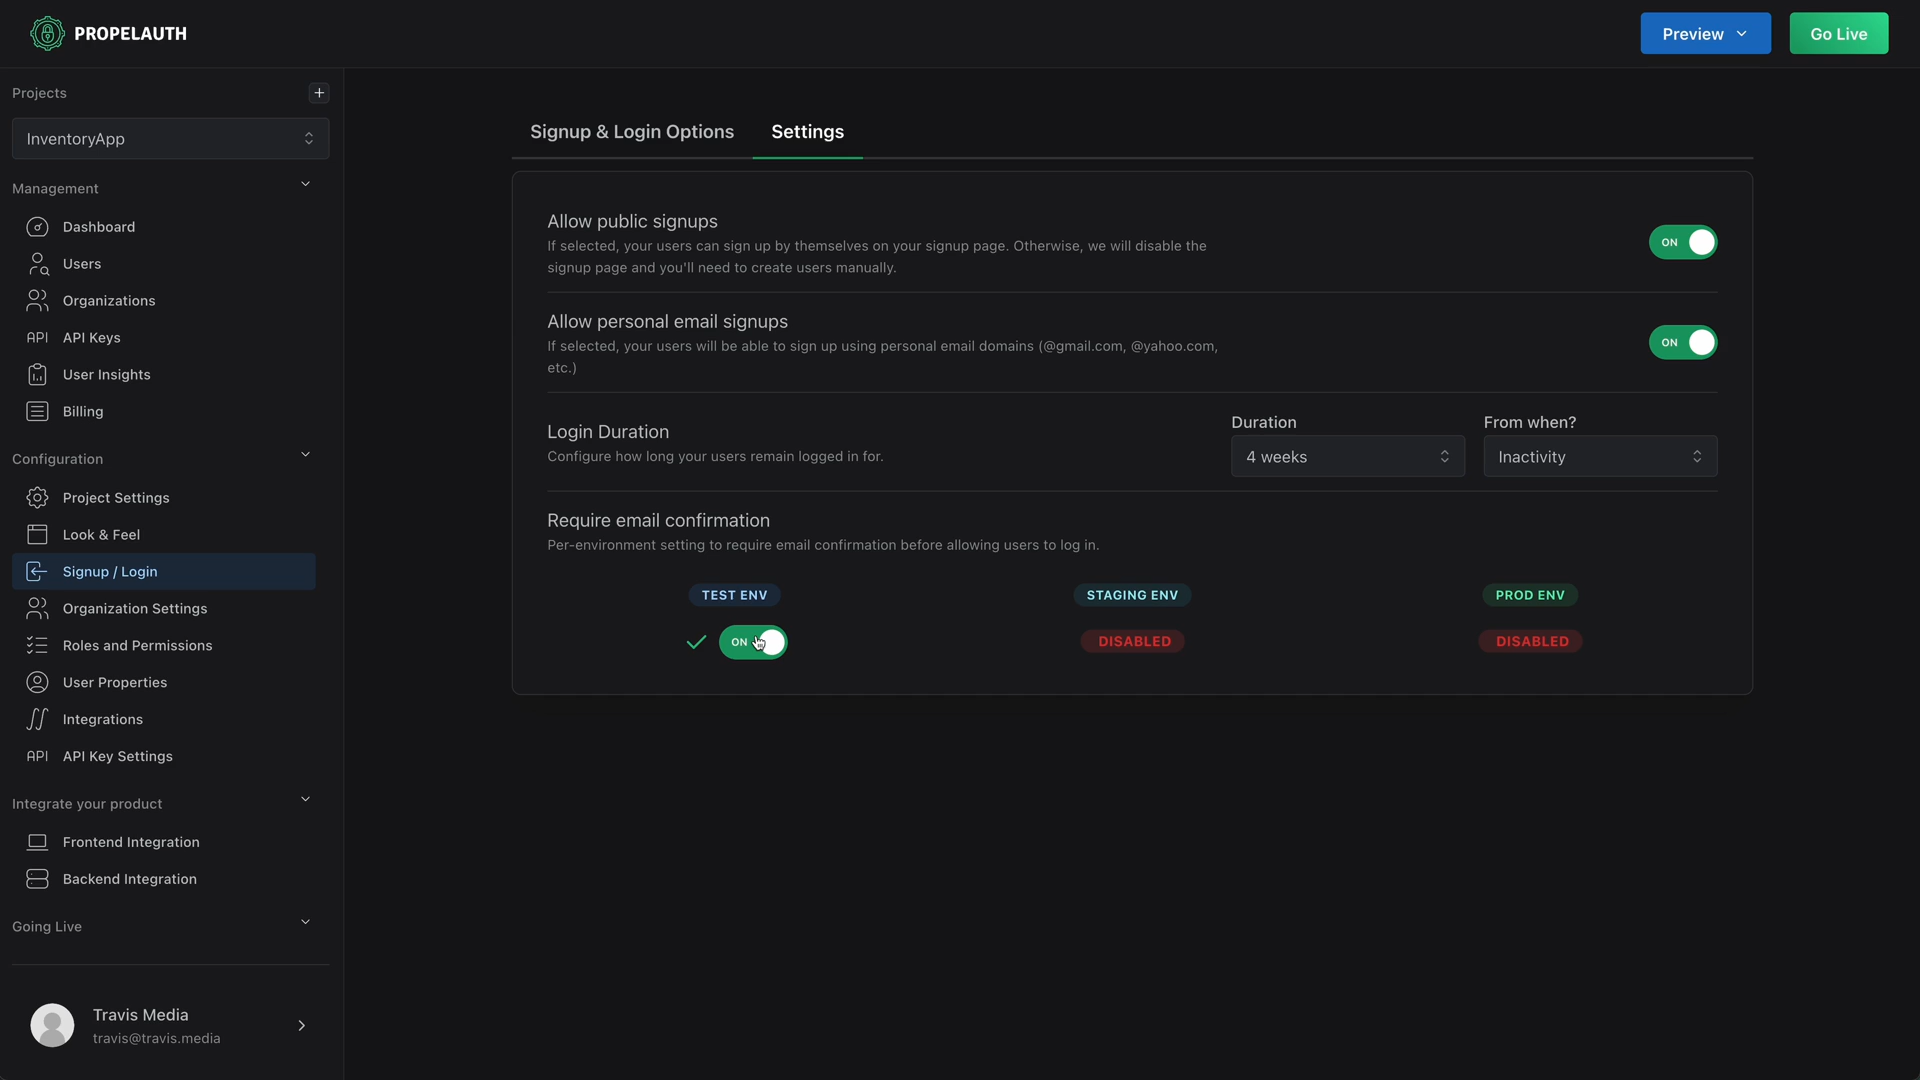 PROPELAUTH
Preview
Go Live
Projects
InventoryApp
Management
Dashboard
Users
Organizations
API API Keys
User Insights
Billing
Configuration
Project Settings
Look & Feel
Signup / Login
Organization Settings
Roles and Permissions
User Properties
Integrations
API API Key Settings
Integrate your product
Frontend Integration
Backend Integration
Going Live
Travis Media
travis@travis.media
Signup & Login Options Settings
Allow public signups
If selected, your users can sign up by themselves on your signup page. Otherwise, we will disable the
signup page and you'll need to create users manually.
ON
Allow personal email signups
If selected, your users will be able to sign up using personal email domains (@gmail.com, @yahoo.com,
etc.)
ON
Login Duration
Configure how long your users remain logged in for.
Duration
4 weeks
From when?
Inactivity
Require email confirmation
Per-environment setting to require email confirmation before allowing users to log in.
TEST ENV STAGING ENV PROD ENV
ON DISABLED DISABLED